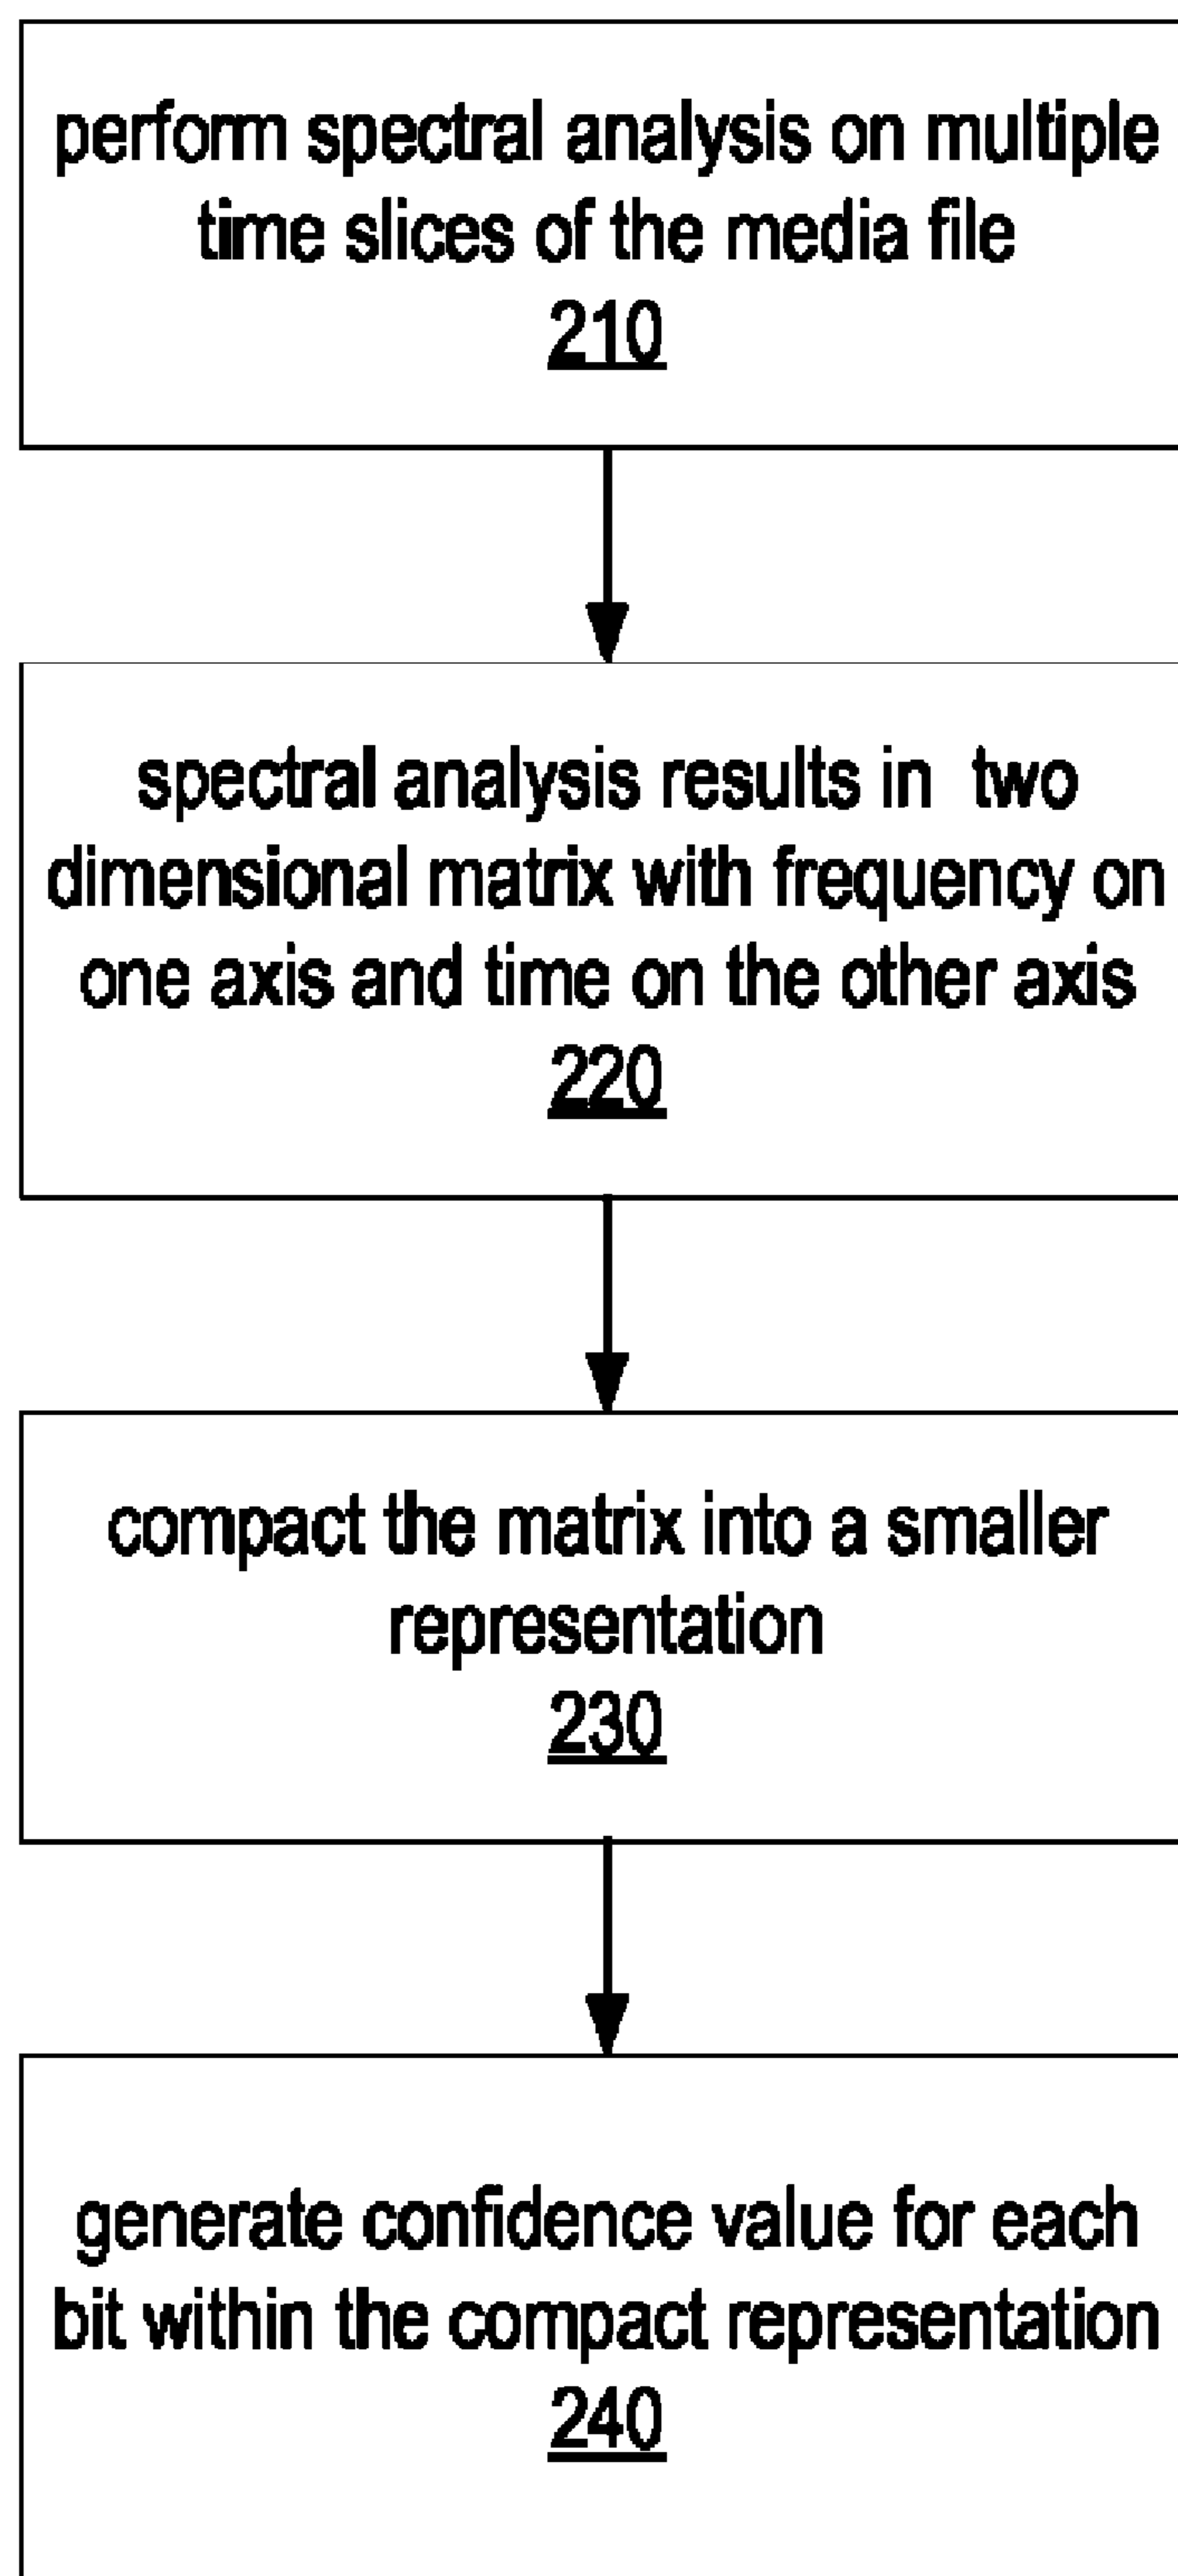 perform spectral analysis on multiple
time slices of the media file
210
spectral analysis results in two
dimensional matrix with frequency on
one axis and time on the other axis
220
compact the matrix into a smaller
representation
230
generate confidence value for each
bit within the compact representation
240